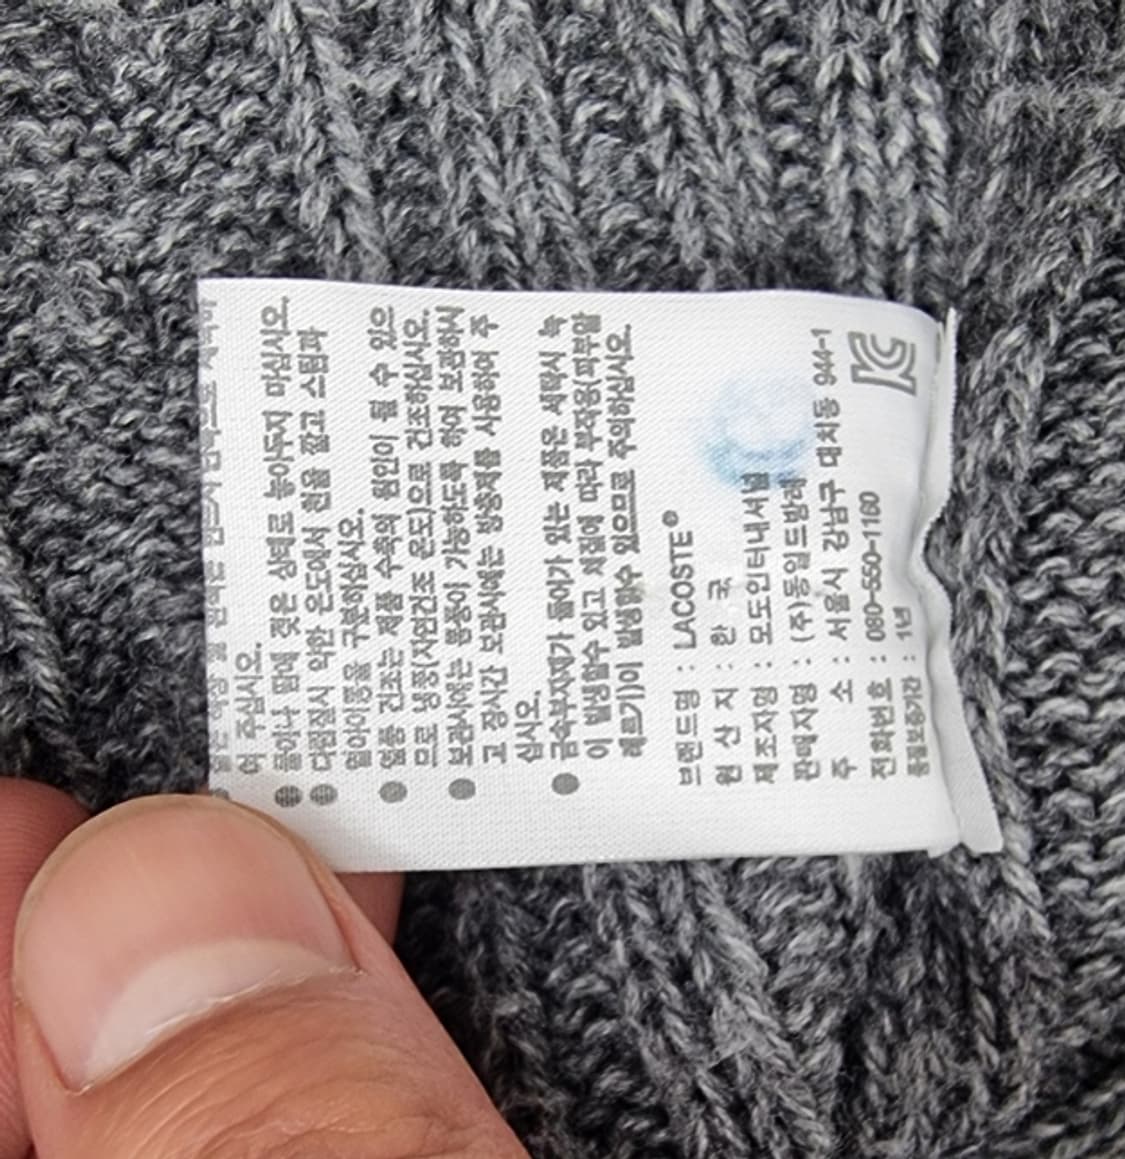 여 주십시오.
● 물이나 땀에 젖은 상태로 놓아두지 마십시오.
● 다림질시 약한 온도에서 천을 깔고 스팀과
열아이롱을 구분하십시오.
● 열풍 건조는 제품 수축의 원인이 될 수 있으
므로 냉풍(자연건조 온도)으로 건조하십시오.
● 보관시에는 통풍이 가능하도록 하여 보관하시
고 장시간 보관시에는 방충제를 사용하여 주
십시오.
● 금속부자재가 들어가 있는 제품은 세탁시 녹
이 발생할수 있고 체질에 따라 부작용(피부알
레르기)이 발생할수 있으므로 주의하십시오.
브랜드명 : LACOSTE®
원 산 지 : 한 국
제조자명 : 모도인터내셔널
판매자명 : (주)동일드방레
주 소 : 서울시 강남구 대치동 944-1
전화번호 : 080-550-1160
품질보증기간 : 1년